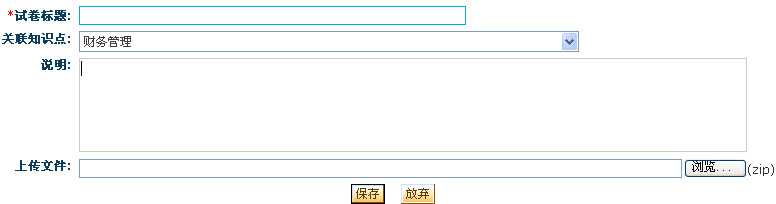 *试卷标题:
关联知识点: 财务管理
说明:
上传文件: 浏览... (zip)
保存 放弃